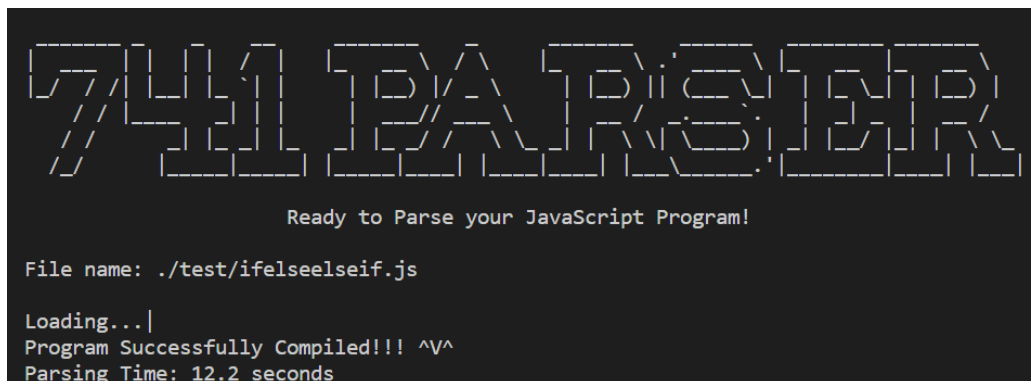 741 PARSER
Ready to Parse your JavaScript Program!
File name: ./test/ifelseelseif.js
Loading...|
Program Successfully Compiled!!! ^V^
Parsing Time: 12.2 seconds